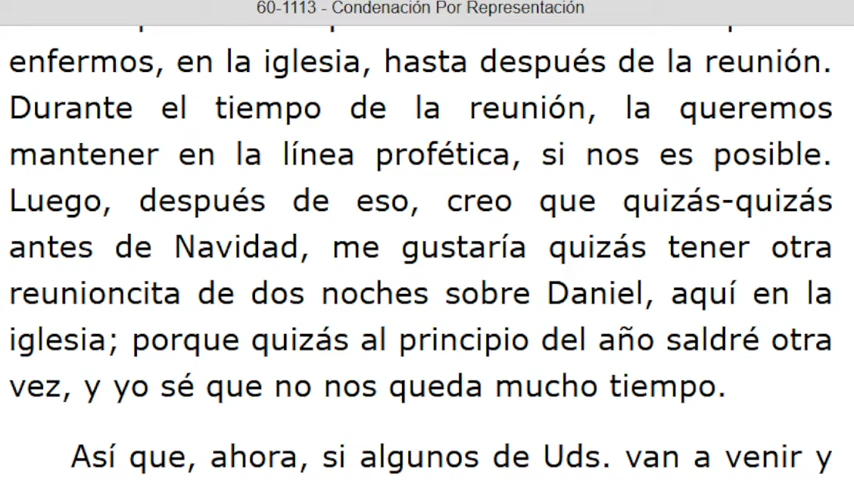 60-1113 - Condenación Por Representación
enfermos, en la iglesia, hasta después de la reunión.
Durante el tiempo de la reunión, la queremos
mantener en la línea profética, si nos es posible.
Luego, después de eso, creo que quizás-quizás
antes de Navidad, me gustaría quizás tener otra
reunioncita de dos noches sobre Daniel, aquí en la
iglesia; porque quizás al principio del año saldré otra
vez, y yo sé que no nos queda mucho tiempo.
Así que, ahora, si algunos de Uds. van a venir y